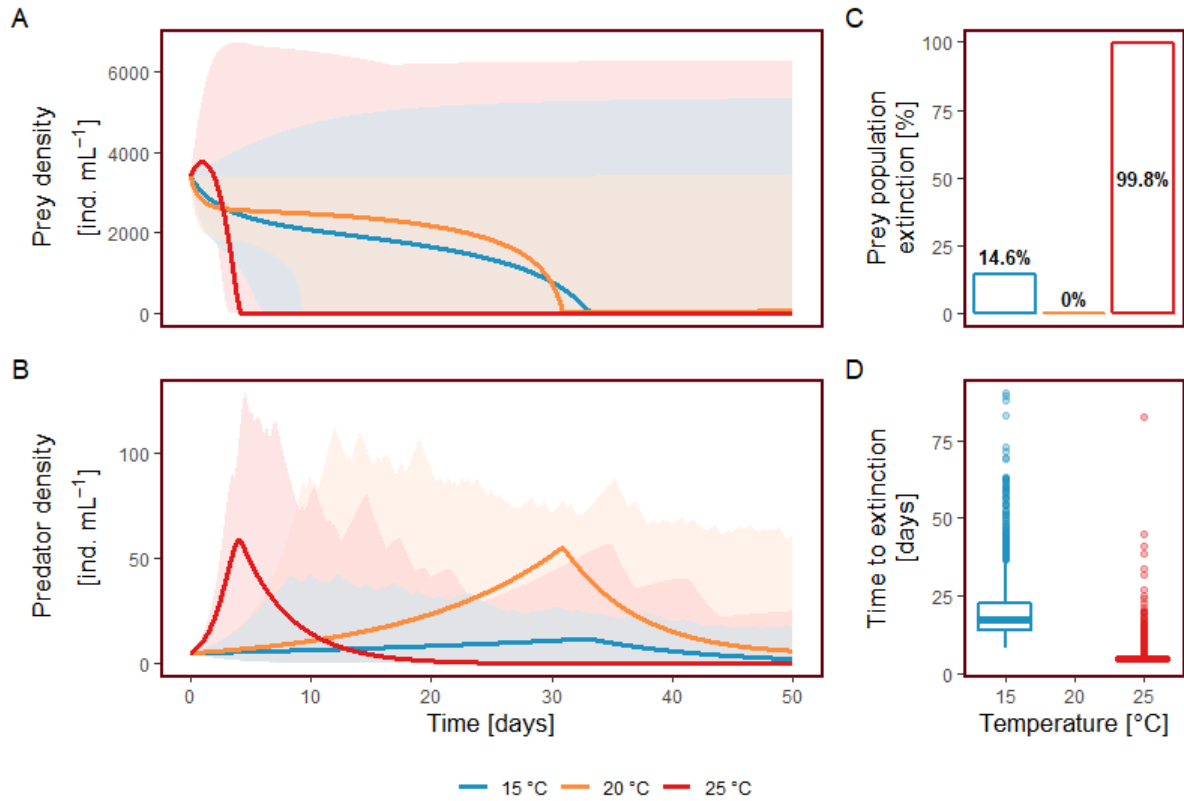 A
Prey density
[ind. mL⁻¹]
6000
4000
2000
0
C
Prey population
extinction [%]
100
75
50
25
0
14.6%
0%
99.8%
B
Predator density
[ind. mL⁻¹]
100
50
0
0
10
20
30
40
50
Time [days]
D
Time to extinction
[days]
75
50
25
0
15
20
25
Temperature [°C]
15 °C
20 °C
25 °C